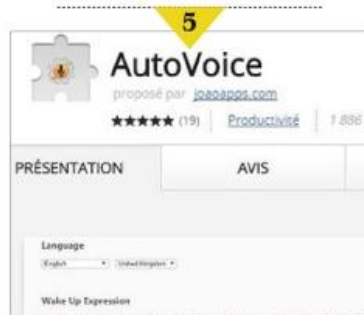 5
AutoVoice
proposé par joaoapps.com
★★★★★ (19) Productivité 1 886
PRÉSENTATION AVIS
Language
English United Kingdom
Wake Up Expression